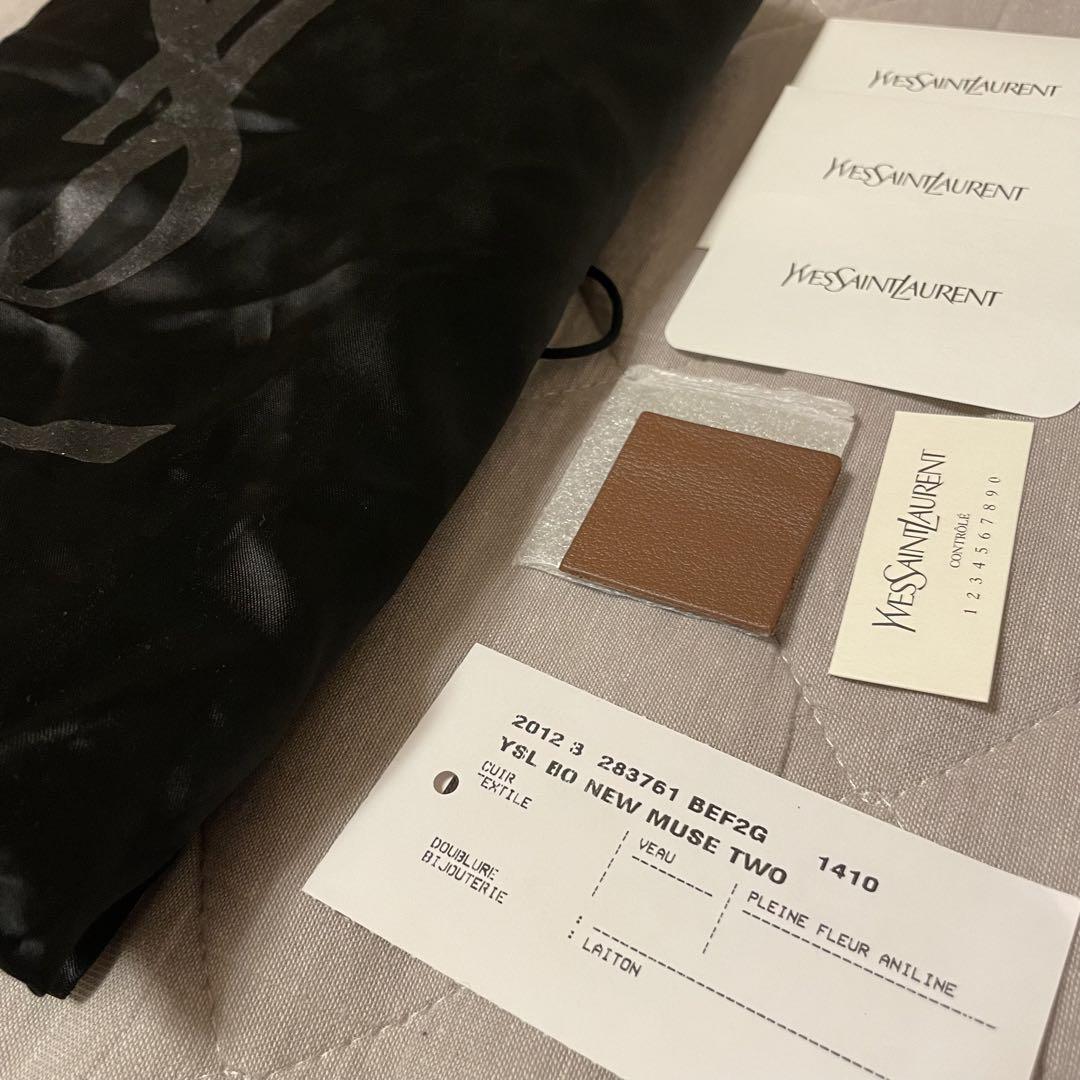 YVESSAINTLAURENT
YVESSAINTLAURENT
YVESSAINTLAURENT
YVESSAINTLAURENT
CONTRÔLÉ
1 2 3 4 5 6 7 8 9 0
2012 3 283761 BEF2G 1410
YSL BO NEW MUSE TWO
CUIR : VEAU : PLEINE FLEUR ANILINE
TEXTILE
DOUBLURE :
BIJOUTERIE : LAITON